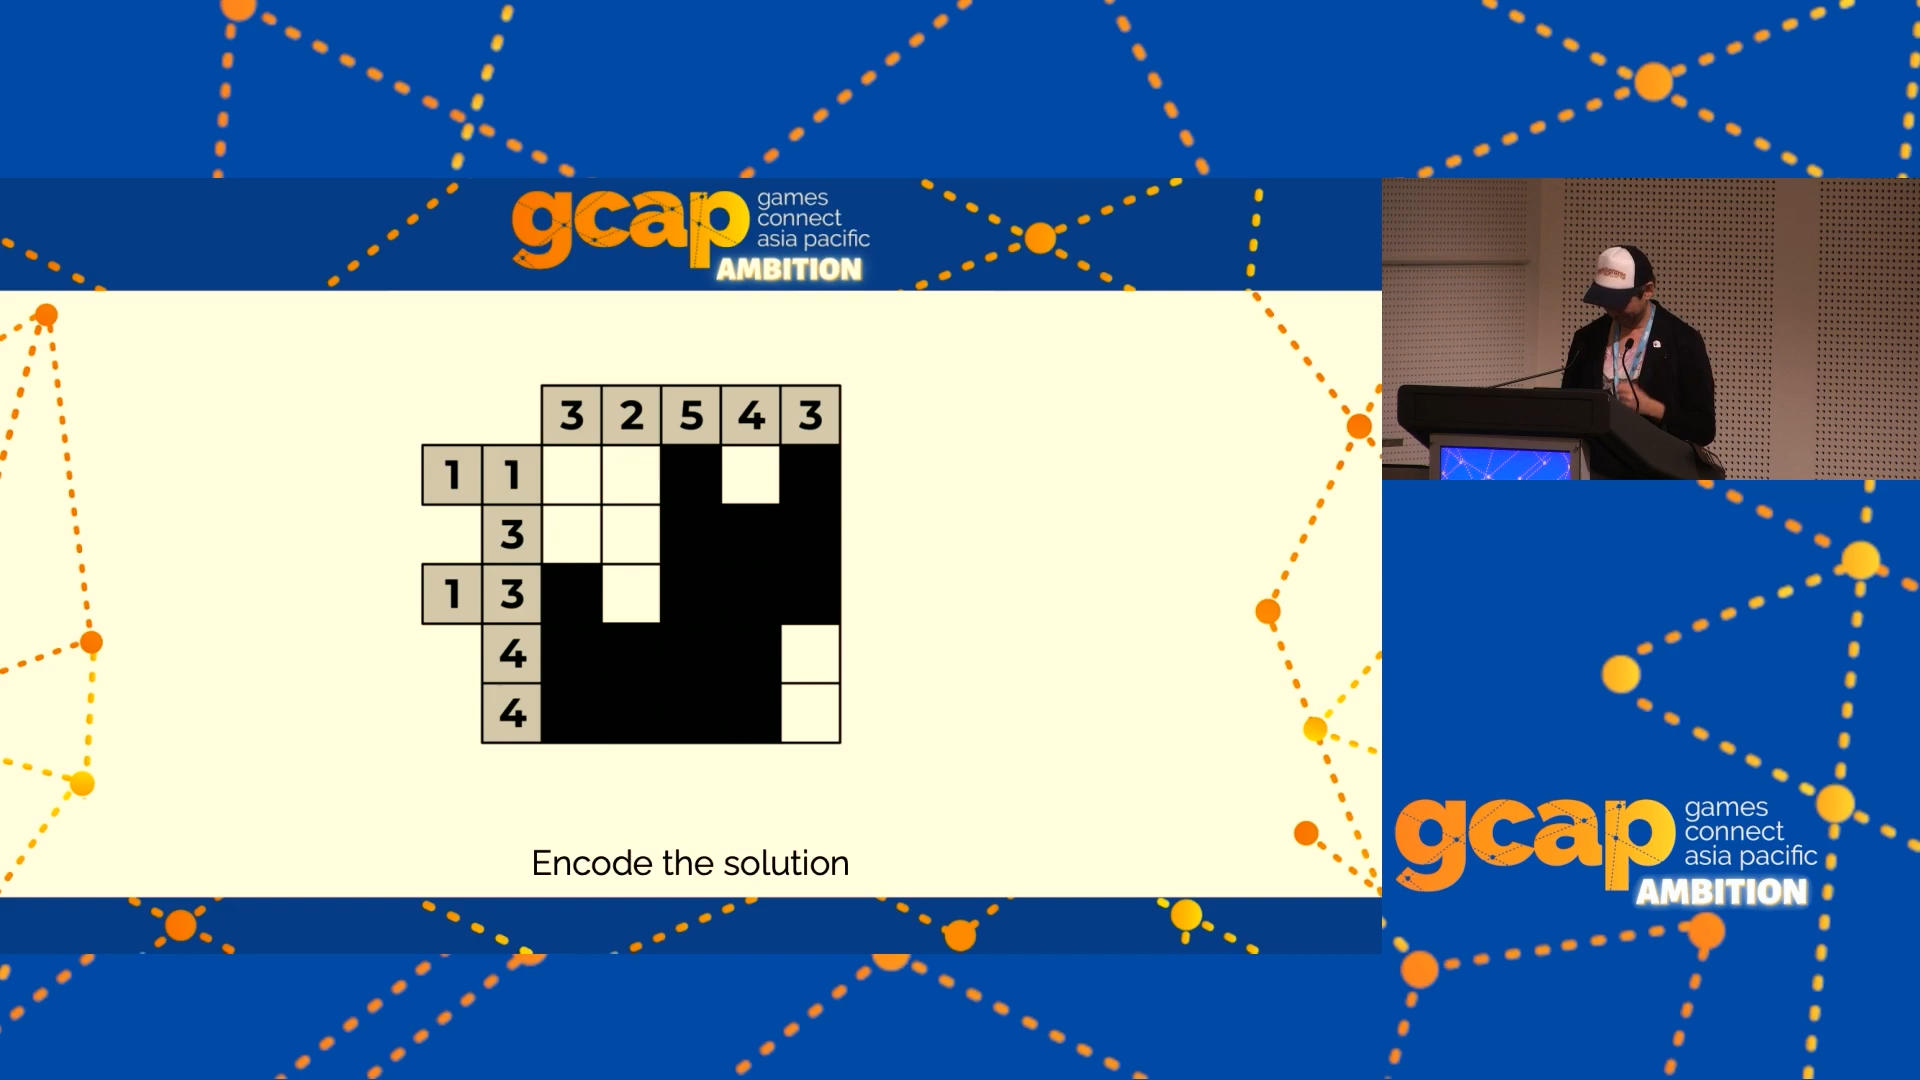 gcap games
connect
asia pacific
AMBITION
3 2 5 4 3
1 1
3
1 3
4
4
Encode the solution
gcap games
connect
asia pacific
AMBITION